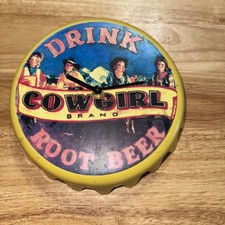 DRINK
COWGIRL
BRAND
ROOT BEER